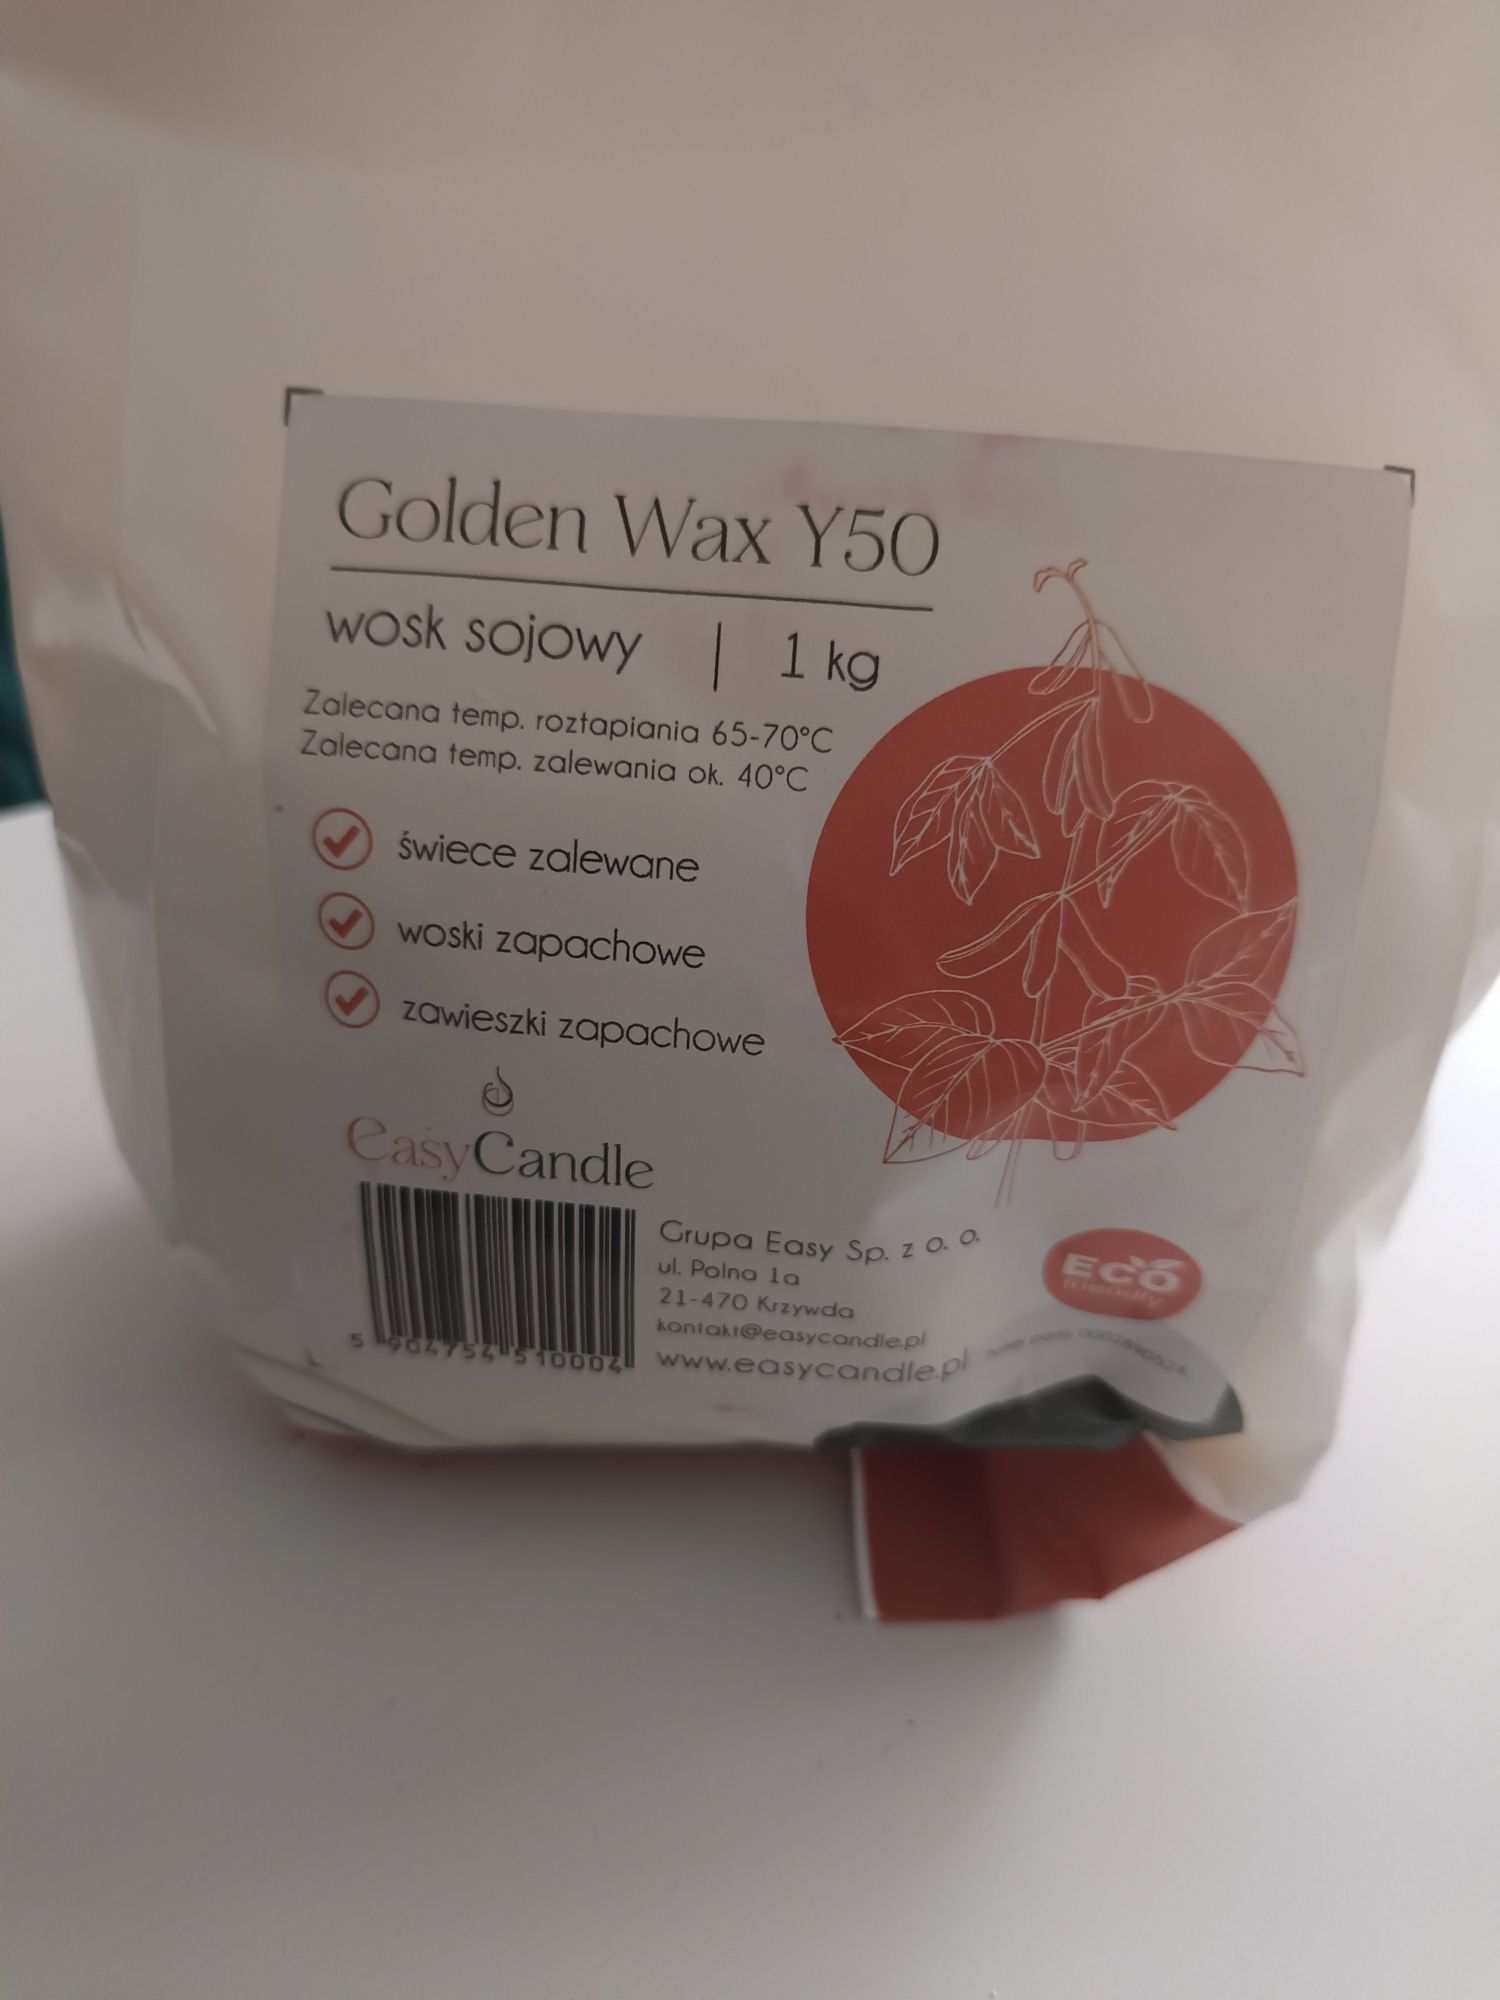 Golden Wax Y50
wosk sojowy | 1 kg
Zalecana temp. roztapiania 65-70°C
Zalecana temp. zalewania ok. 40°C
świece zalewane
woski zapachowe
zawieszki zapachowe
easyCandle
5 904754 510004
Grupa Easy Sp. z o. o.
ul. Polna 1a
21-470 Krzywda
kontakt@easycandle.pl
www.easycandle.pl
ECO
friendly